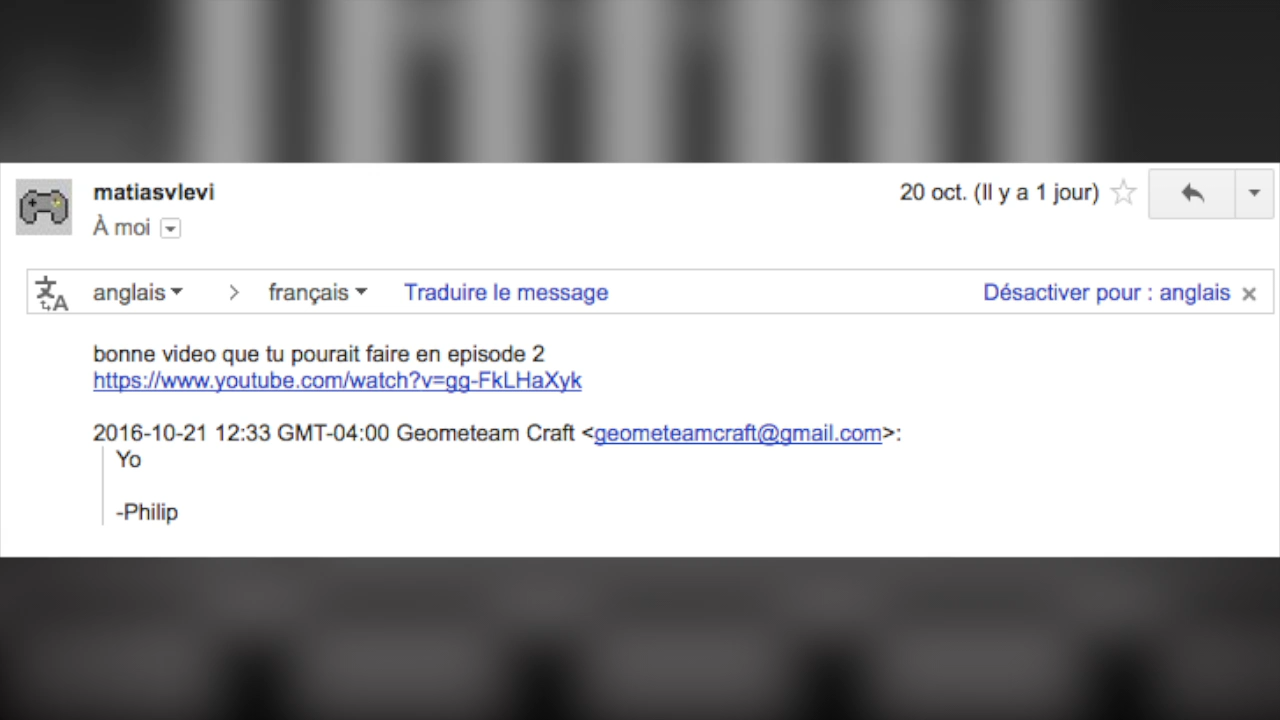 matiasvlevi
20 oct. (Il y a 1 jour)
À moi
anglais > français Traduire le message Désactiver pour : anglais ×
bonne video que tu pourait faire en episode 2
https://www.youtube.com/watch?v=gg-FkLHaXyk
2016-10-21 12:33 GMT-04:00 Geometeam Craft <geometeamcraft@gmail.com>:
Yo
-Philip